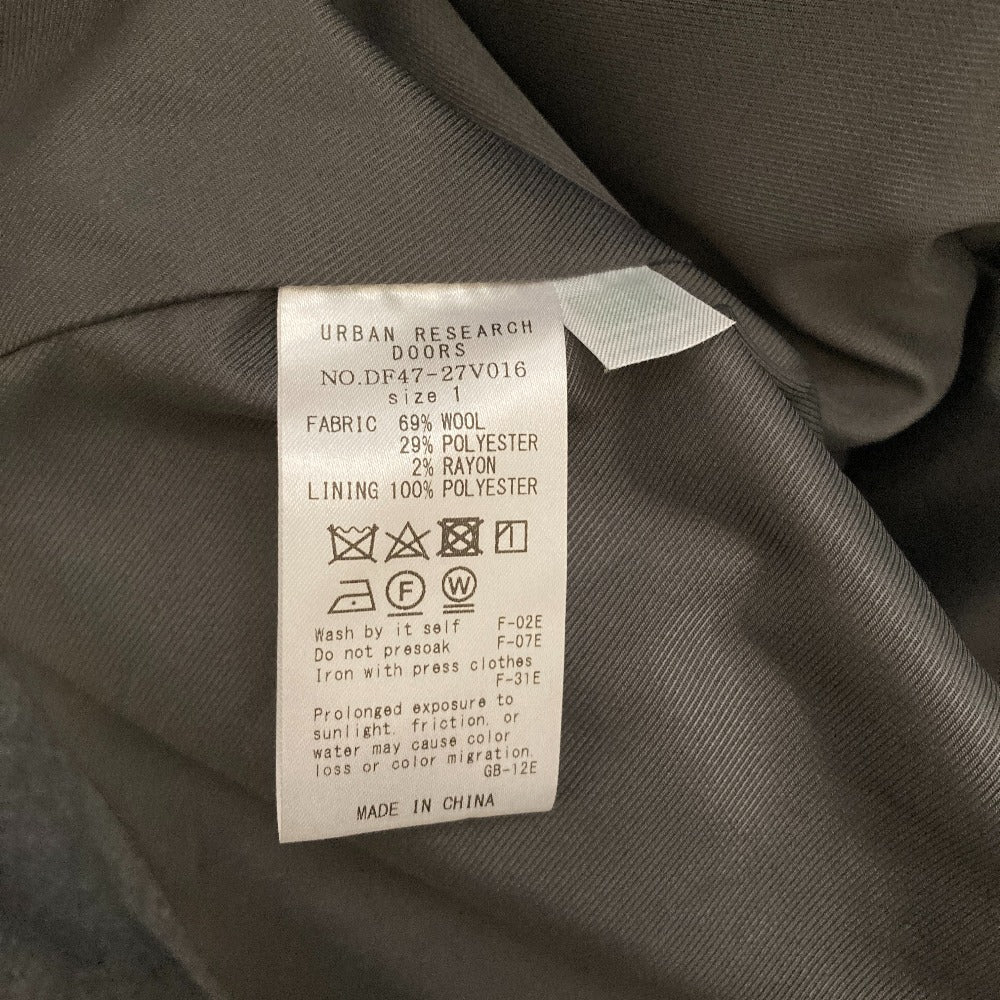 URBAN RESEARCH
DOORS
NO.DF47-27V016
size 1
FABRIC 69% WOOL
29% POLYESTER
2% RAYON
LINING 100% POLYESTER
F W
Wash by it self F-02E
Do not presoak F-07E
Iron with press clothes
F-31E
Prolonged exposure to
sunlight, friction, or
water may cause color
loss or color migration.
GB-12E
MADE IN CHINA